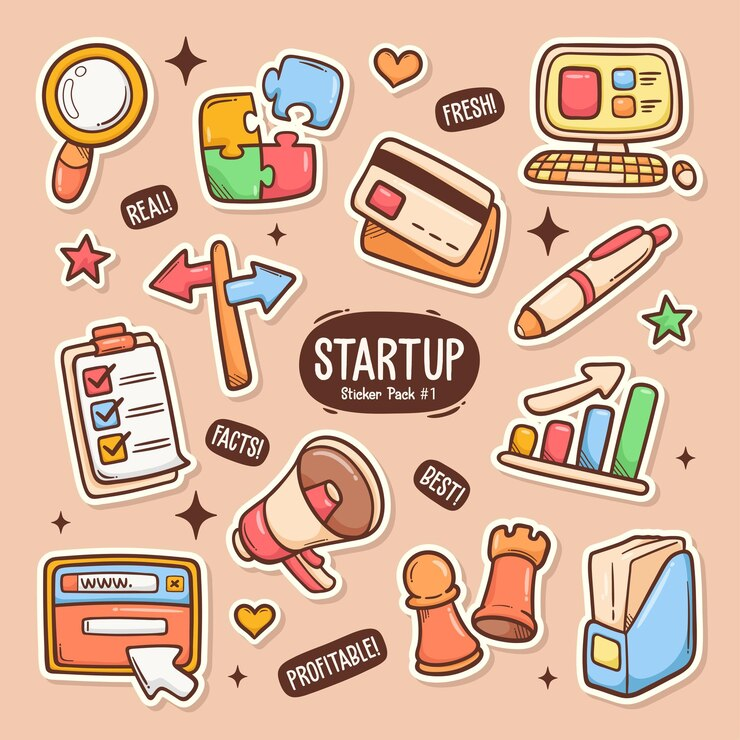 FRESH!
REAL!
STARTUP
Sticker Pack #1
FACTS!
BEST!
WWW.
PROFITABLE!